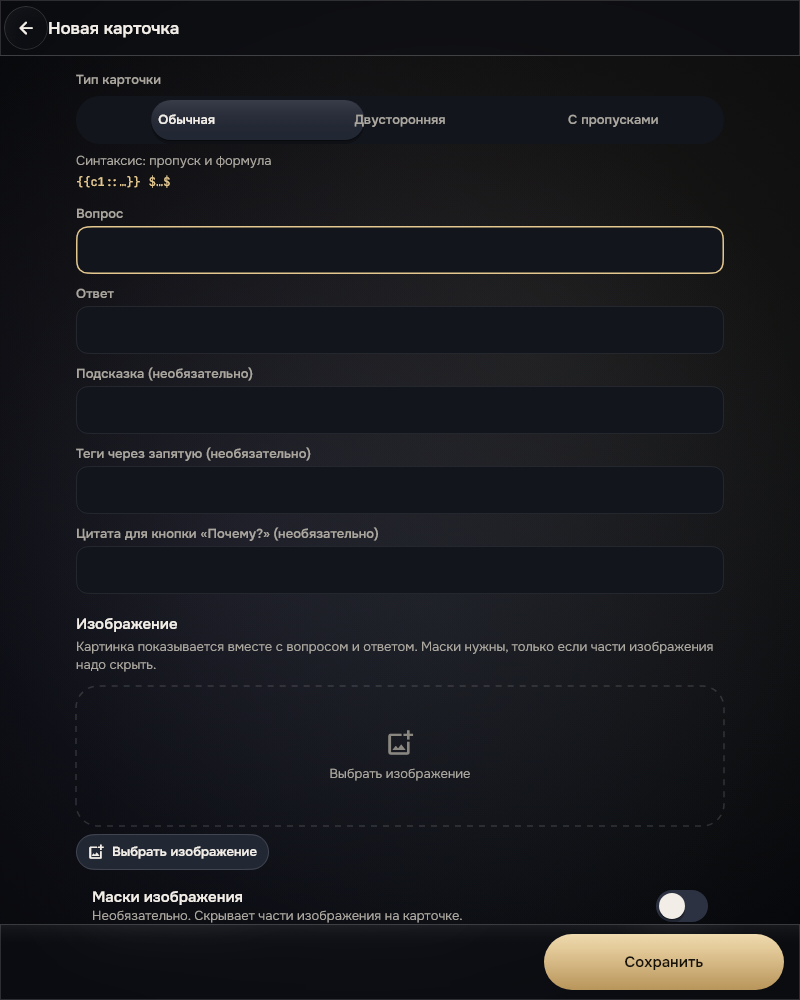 Новая карточка
Тип карточки
Обычная
Двусторонняя
С пропусками
Синтаксис: пропуск и формула
{{c1::…}} $…$
Вопрос
Ответ
Подсказка (необязательно)
Теги через запятую (необязательно)
Цитата для кнопки «Почему?» (необязательно)
Изображение
Картинка показывается вместе с вопросом и ответом. Маски нужны, только если части изображения
надо скрыть.
Выбрать изображение
Выбрать изображение
Маски изображения
Необязательно. Скрывает части изображения на карточке.
Сохранить